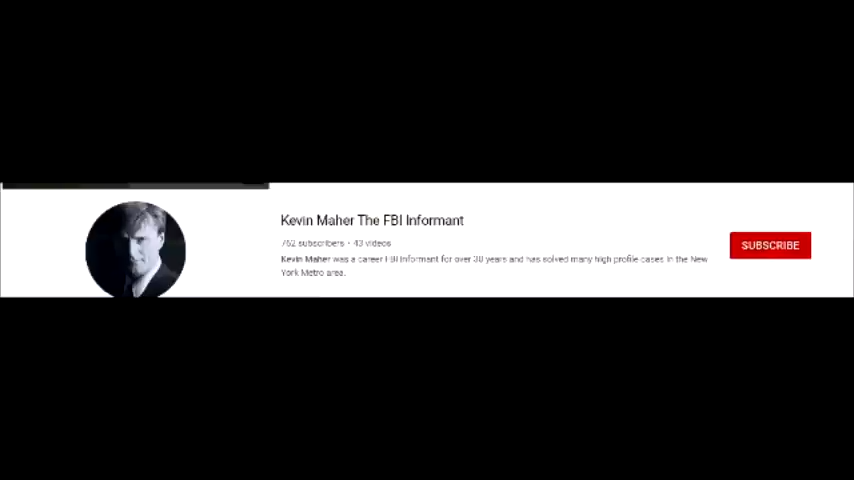 Kevin Maher The FBI Informant
762 subscribers • 43 videos
Kevin Maher was a career FBI Informant for over 30 years and has solved many high profile cases in the New
York Metro area.
SUBSCRIBE